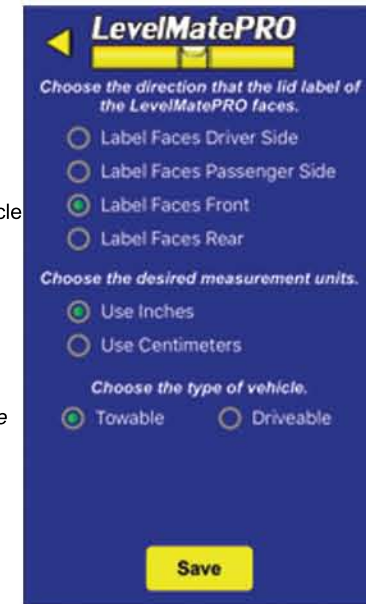 LevelMatePRO
Choose the direction that the lid label of
the LevelMatePRO faces.
Label Faces Driver Side
Label Faces Passenger Side
cle
Label Faces Front
Label Faces Rear
Choose the desired measurement units.
Use Inches
Use Centimeters
Choose the type of vehicle.
e
Towable Driveable
Save